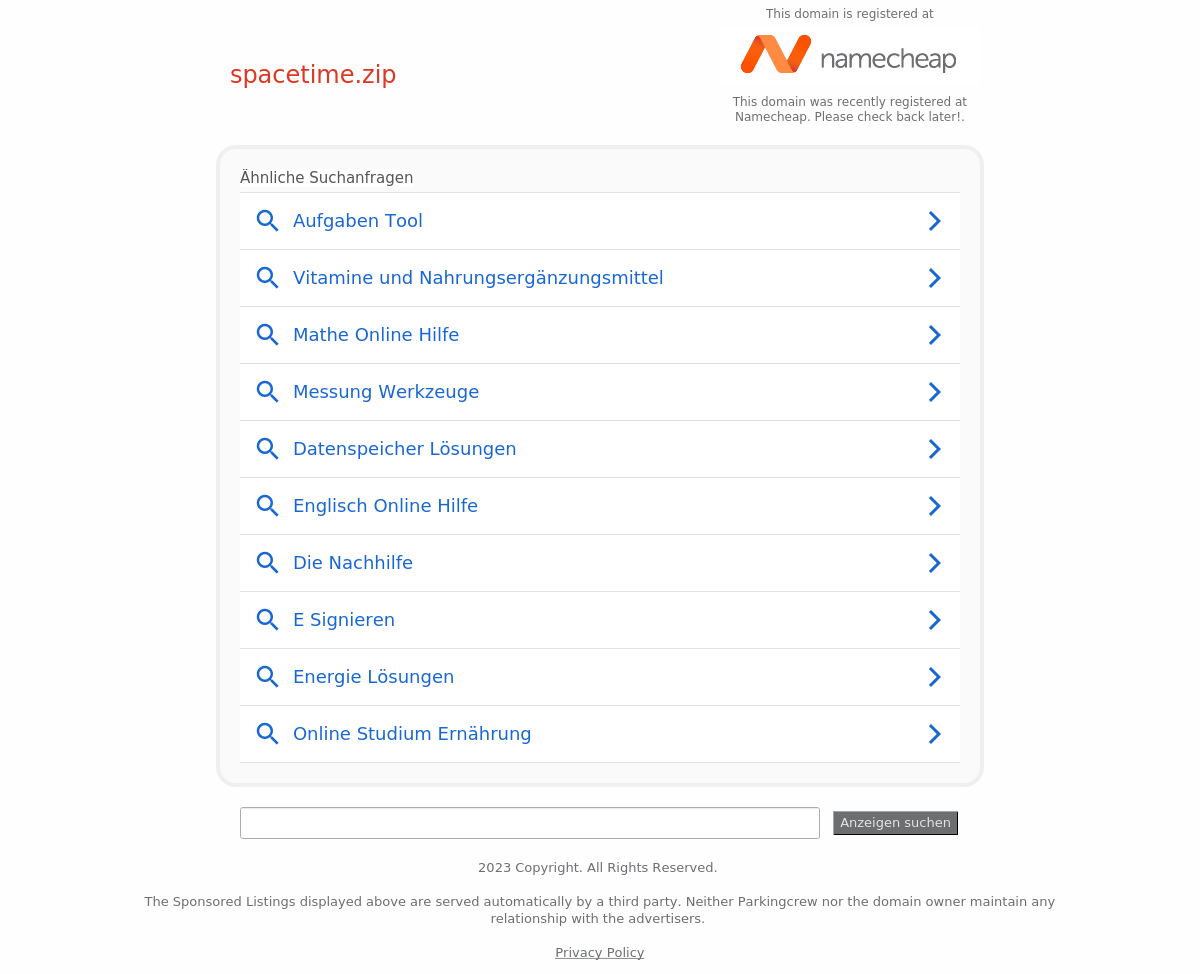 This domain is registered at
namecheap
spacetime.zip
This domain was recently registered at
Namecheap. Please check back later!.
Ähnliche Suchanfragen
Aufgaben Tool
Vitamine und Nahrungsergänzungsmittel
Mathe Online Hilfe
Messung Werkzeuge
Datenspeicher Lösungen
Englisch Online Hilfe
Die Nachhilfe
E Signieren
Energie Lösungen
Online Studium Ernährung
Anzeigen suchen
2023 Copyright. All Rights Reserved.
The Sponsored Listings displayed above are served automatically by a third party. Neither Parkingcrew nor the domain owner maintain any
relationship with the advertisers.
Privacy Policy